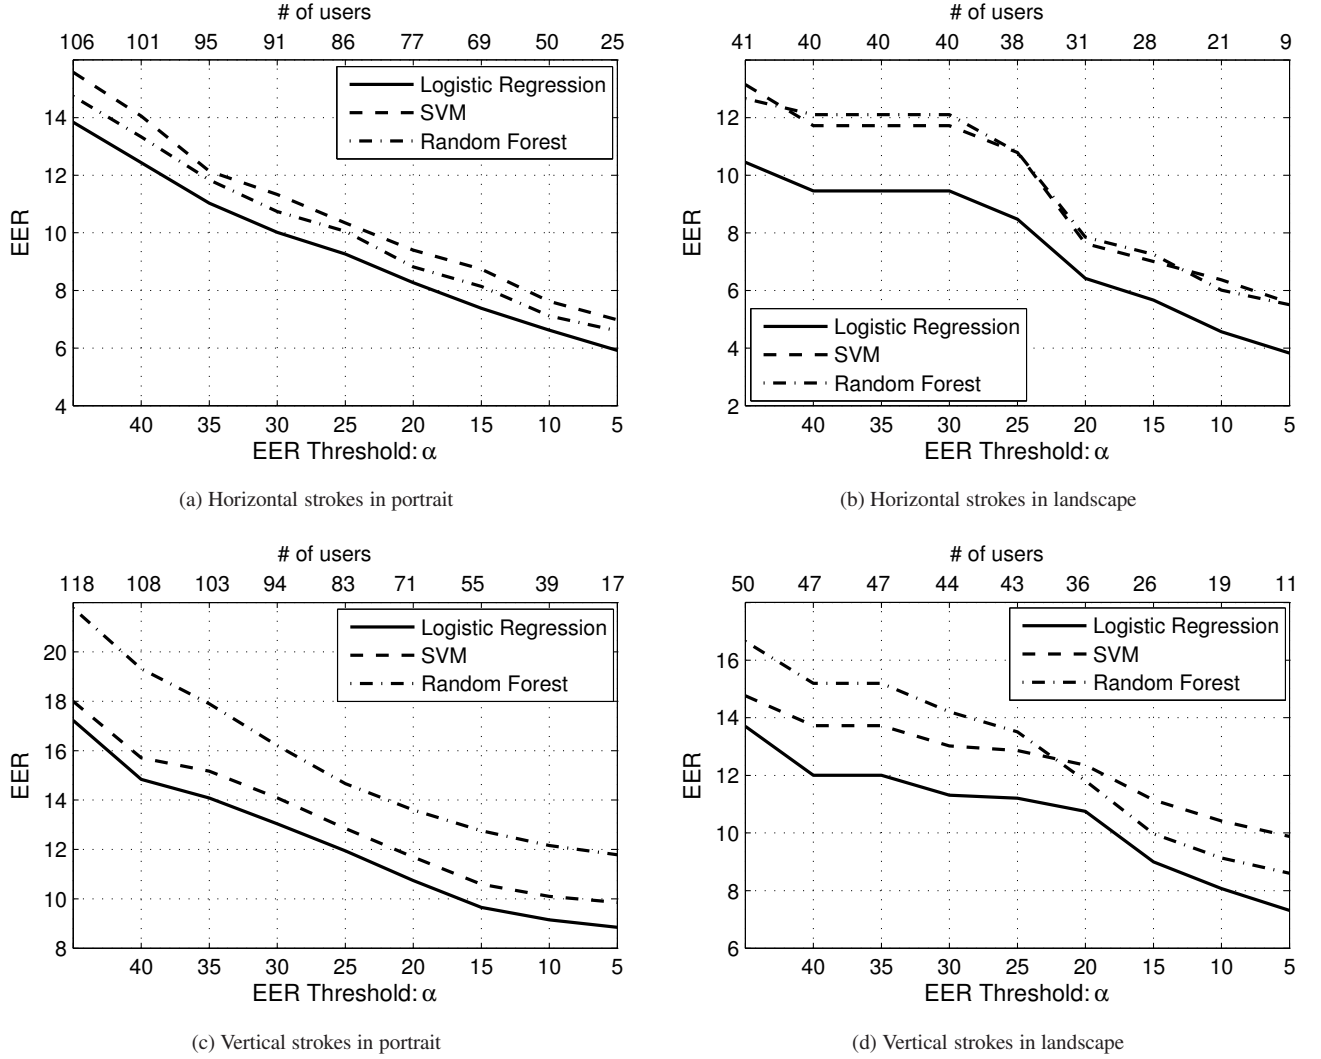 # of users
106 101 95 91 86 77 69 50 25
Logistic Regression
SVM
Random Forest
14
12
10
8
6
4
EER
40 35 30 25 20 15 10 5
EER Threshold: α
(a) Horizontal strokes in portrait
# of users
41 40 40 40 38 31 28 21 9
12
10
8
6
4
2
EER
Logistic Regression
SVM
Random Forest
40 35 30 25 20 15 10 5
EER Threshold: α
(b) Horizontal strokes in landscape
# of users
118 108 103 94 83 71 55 39 17
Logistic Regression
SVM
Random Forest
20
18
16
14
12
10
8
EER
40 35 30 25 20 15 10 5
EER Threshold: α
(c) Vertical strokes in portrait
# of users
50 47 47 44 43 36 26 19 11
Logistic Regression
SVM
Random Forest
16
14
12
10
8
6
EER
40 35 30 25 20 15 10 5
EER Threshold: α
(d) Vertical strokes in landscape